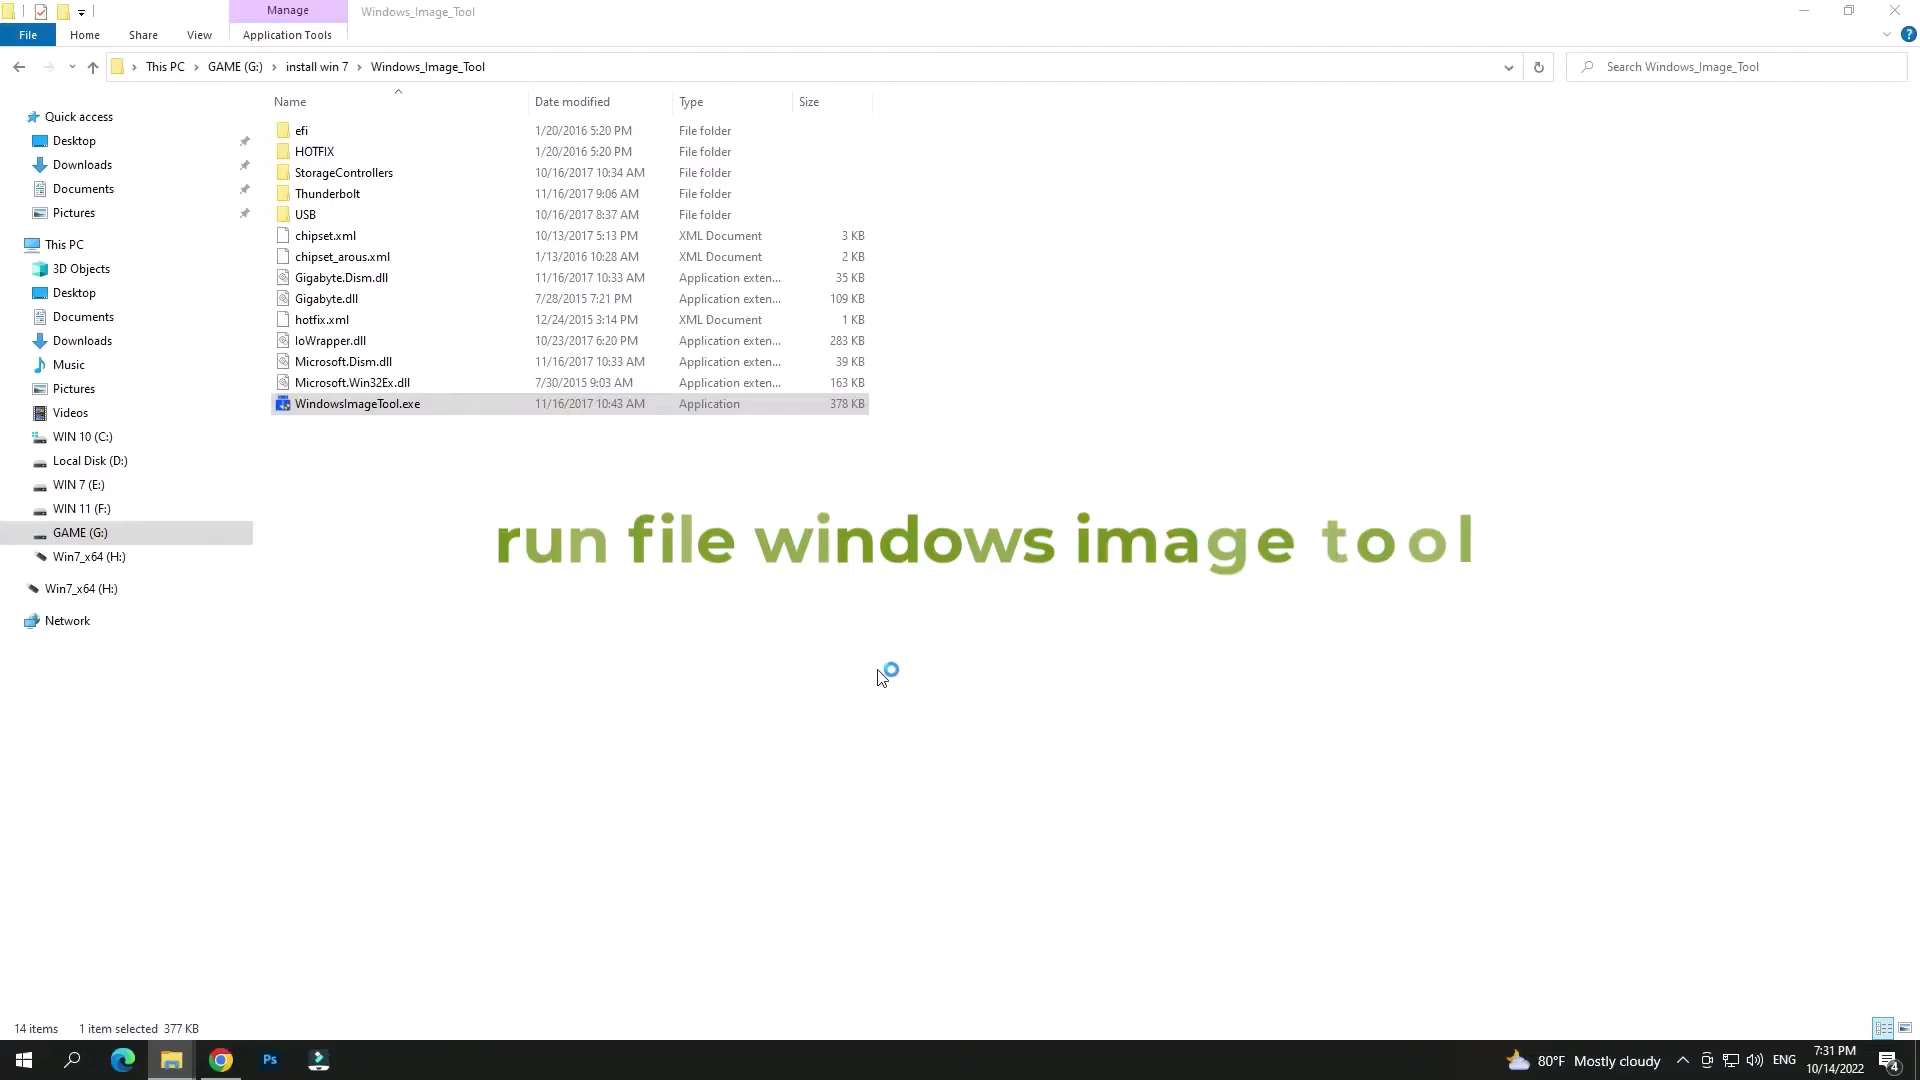 Manage
Windows_Image_Tool
File
Home
Share
View
Application Tools
This PC
GAME (G:)
install win 7
Windows_Image_Tool
Search Windows_Image_Tool
Name
Date modified
Type
Size
efi 1/20/2016 5:20 PM File folder
HOTFIX 1/20/2016 5:20 PM File folder
StorageControllers 10/16/2017 10:34 AM File folder
Thunderbolt 11/16/2017 9:06 AM File folder
USB 10/16/2017 8:37 AM File folder
chipset.xml 10/13/2017 5:13 PM XML Document 3 KB
chipset_arous.xml 1/13/2016 10:28 AM XML Document 2 KB
Gigabyte.Dism.dll 11/16/2017 10:33 AM Application exten... 35 KB
Gigabyte.dll 7/28/2015 7:21 PM Application exten... 109 KB
hotfix.xml 12/24/2015 3:14 PM XML Document 1 KB
IoWrapper.dll 10/23/2017 6:20 PM Application exten... 283 KB
Microsoft.Dism.dll 11/16/2017 10:33 AM Application exten... 39 KB
Microsoft.Win32Ex.dll 7/30/2015 9:03 AM Application exten... 163 KB
WindowsImageTool.exe 11/16/2017 10:43 AM Application 378 KB
Quick access
Desktop
Downloads
Documents
Pictures
This PC
3D Objects
Desktop
Documents
Downloads
Music
Pictures
Videos
WIN 10 (C:)
Local Disk (D:)
WIN 7 (E:)
WIN 11 (F:)
GAME (G:)
Win7_x64 (H:)
Win7_x64 (H:)
Network
run file windows image tool
14 items 1 item selected 377 KB
Ps
80°F Mostly cloudy
ENG
7:31 PM
10/14/2022
4